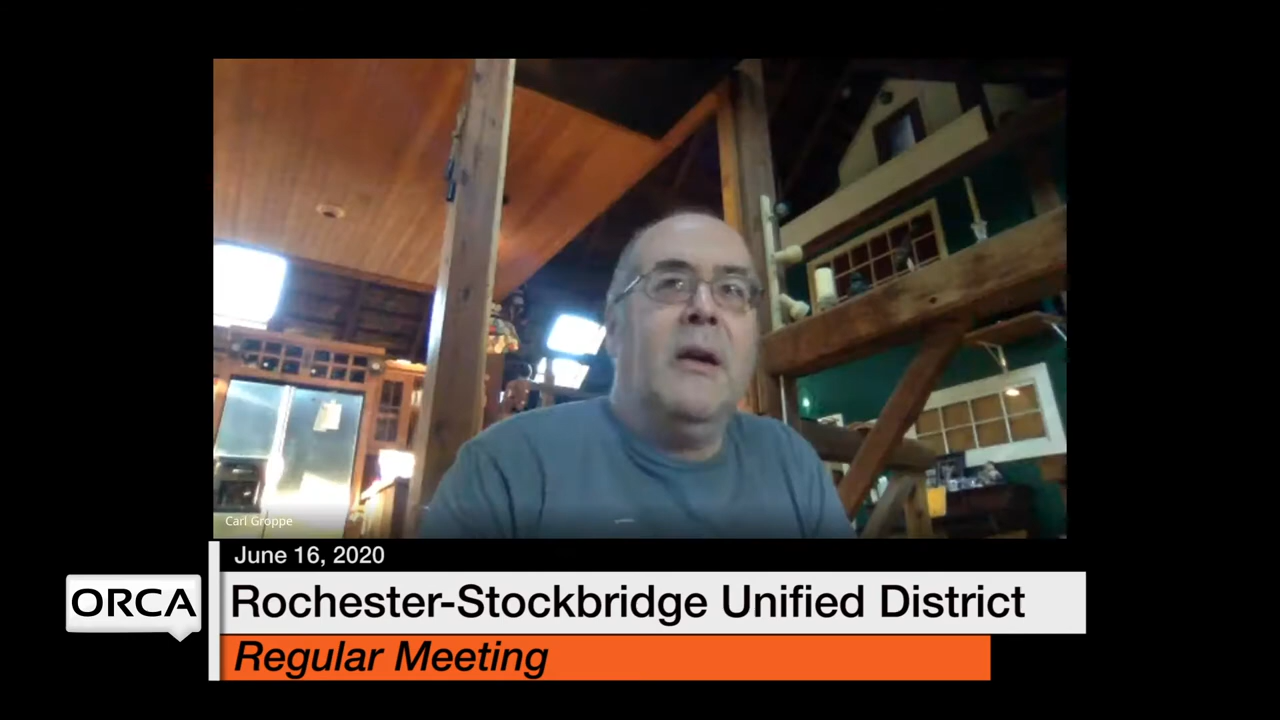 Carl Groppe
June 16, 2020
ORCA
Rochester-Stockbridge Unified District
Regular Meeting